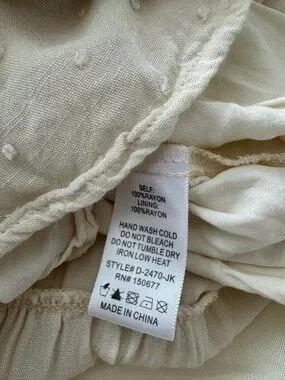 SELF:
100%RAYON
LINING:
100%RAYON
HAND WASH COLD
DO NOT BLEACH
DO NOT TUMBLE DRY
IRON LOW HEAT
STYLE# D-2470-JK
RN# 150677
MADE IN CHINA